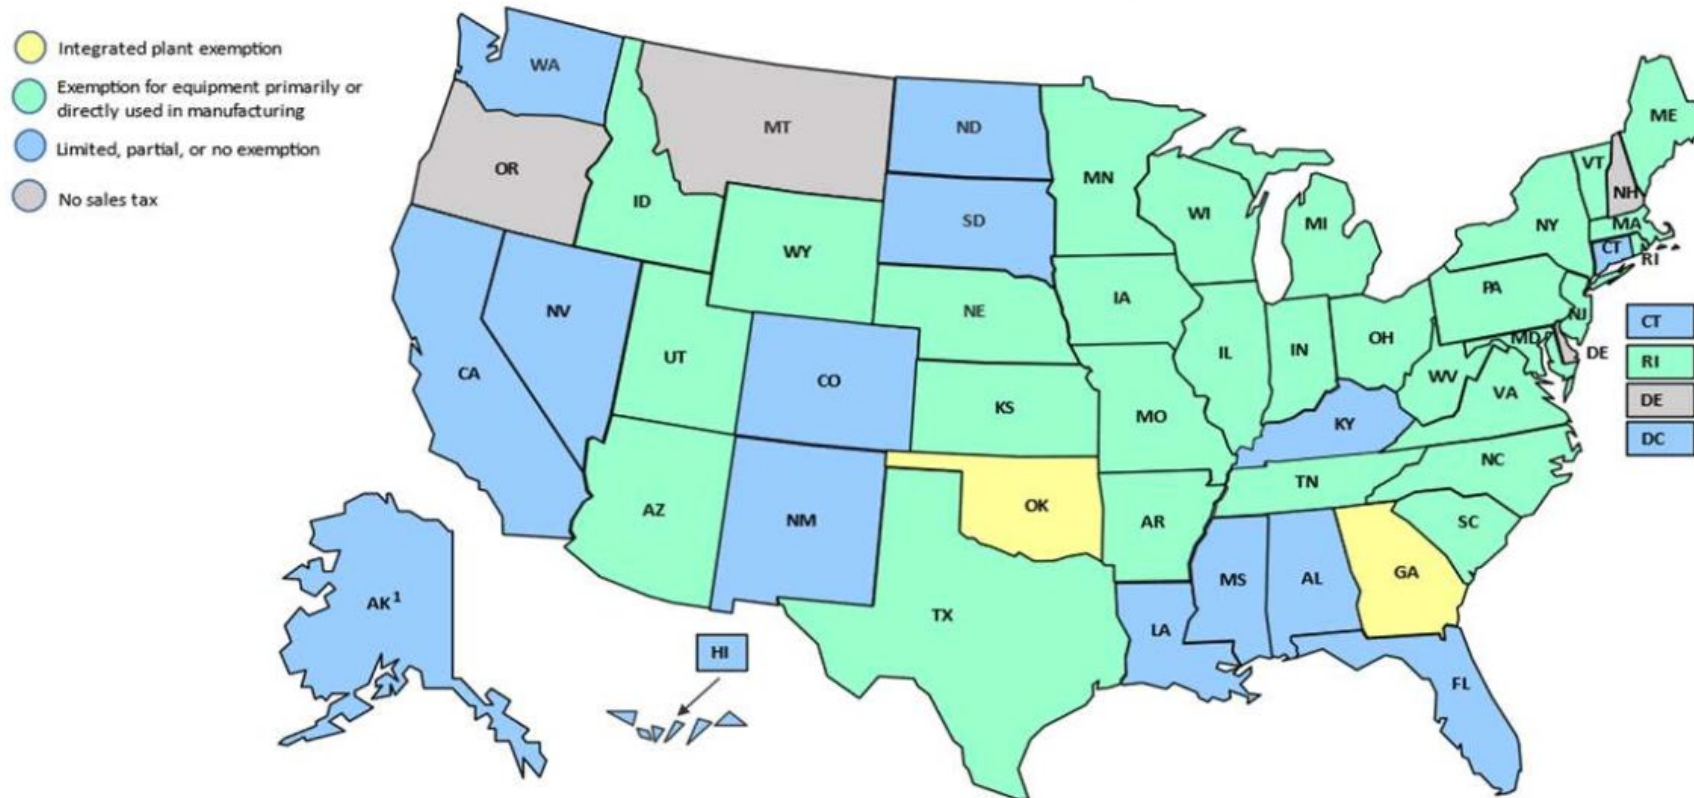 Integrated plant exemption
Exemption for equipment primarily or
directly used in manufacturing
Limited, partial, or no exemption
No sales tax
WA
OR
MT
ID
WY
ND
SD
NE
MN
WI
MI
IA
CA
NV
UT
CO
KS
MO
IL
IN
OH
KY
WV
VA
PA
NY
VT
NH
ME
MA
CT
RI
NJ
MD
DE
CT
RI
DE
DC
AZ
NM
OK
AR
TN
NC
SC
TX
LA
MS
AL
GA
FL
AK¹
HI